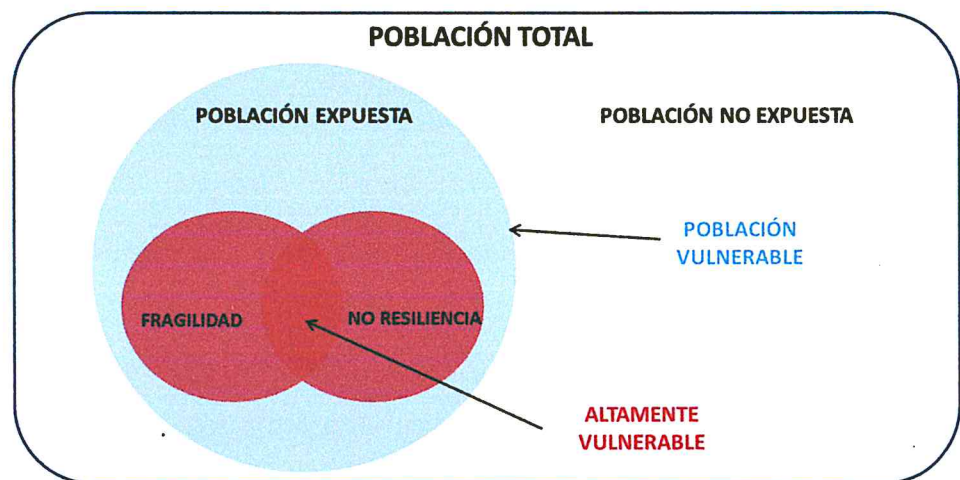 POBLACIÓN TOTAL
POBLACIÓN EXPUESTA
POBLACIÓN NO EXPUESTA
POBLACIÓN
VULNERABLE
FRAGILIDAD
NO RESILIENCIA
ALTAMENTE
VULNERABLE